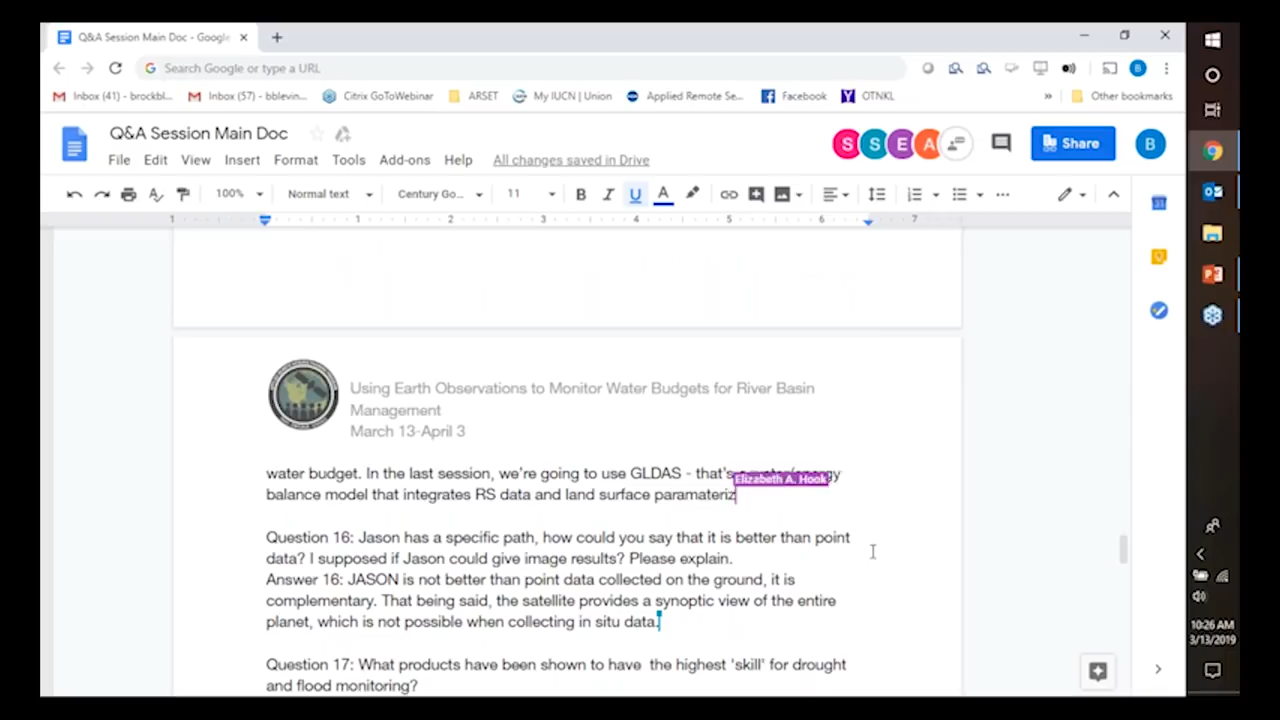 Q&A Session Main Doc - Google
Search Google or type a URL
B
Inbox (41) - brockbl...
Inbox (57) - bblevin...
Citrix GoToWebinar
ARSET
My IUCN | Union
Applied Remote Se...
Facebook
OTNKL
»
Other bookmarks
Q&A Session Main Doc
S S E A
Share
B
File Edit View Insert Format Tools Add-ons Help
All changes saved in Drive
100% Normal text Century Go... 11 B I U A
1 1 2 3 4 5 6 7
Using Earth Observations to Monitor Water Budgets for River Basin
Management
March 13-April 3
water budget. In the last session, we're going to use GLDAS - that's
Elizabeth A. Hook
balance model that integrates RS data and land surface paramateriz
Question 16: Jason has a specific path, how could you say that it is better than point
data? I supposed if Jason could give image results? Please explain.
Answer 16: JASON is not better than point data collected on the ground, it is
complementary. That being said, the satellite provides a synoptic view of the entire
planet, which is not possible when collecting in situ data.
Question 17: What products have been shown to have the highest 'skill' for drought
and flood monitoring?
10:26 AM
3/13/2019